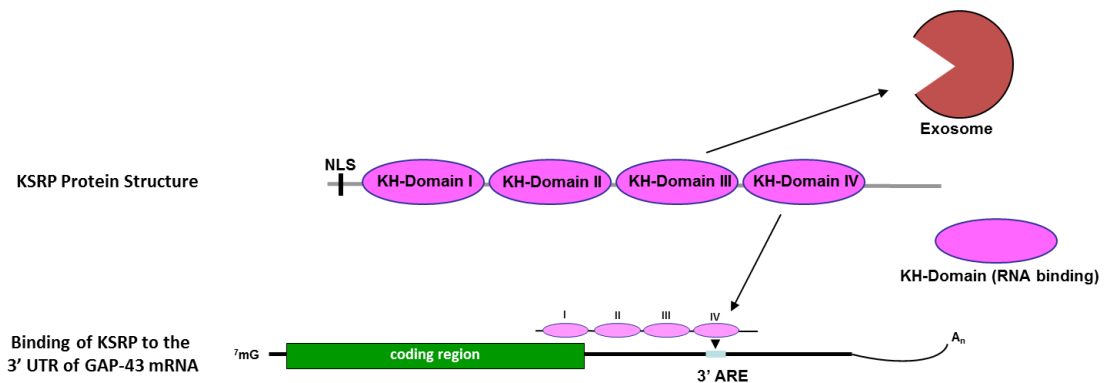 Exosome
NLS
KSRP Protein Structure
KH-Domain I
KH-Domain II
KH-Domain III
KH-Domain IV
KH-Domain (RNA binding)
I
II
III
IV
Binding of KSRP to the
3’ UTR of GAP-43 mRNA
⁷mG
coding region
Aₙ
3’ ARE